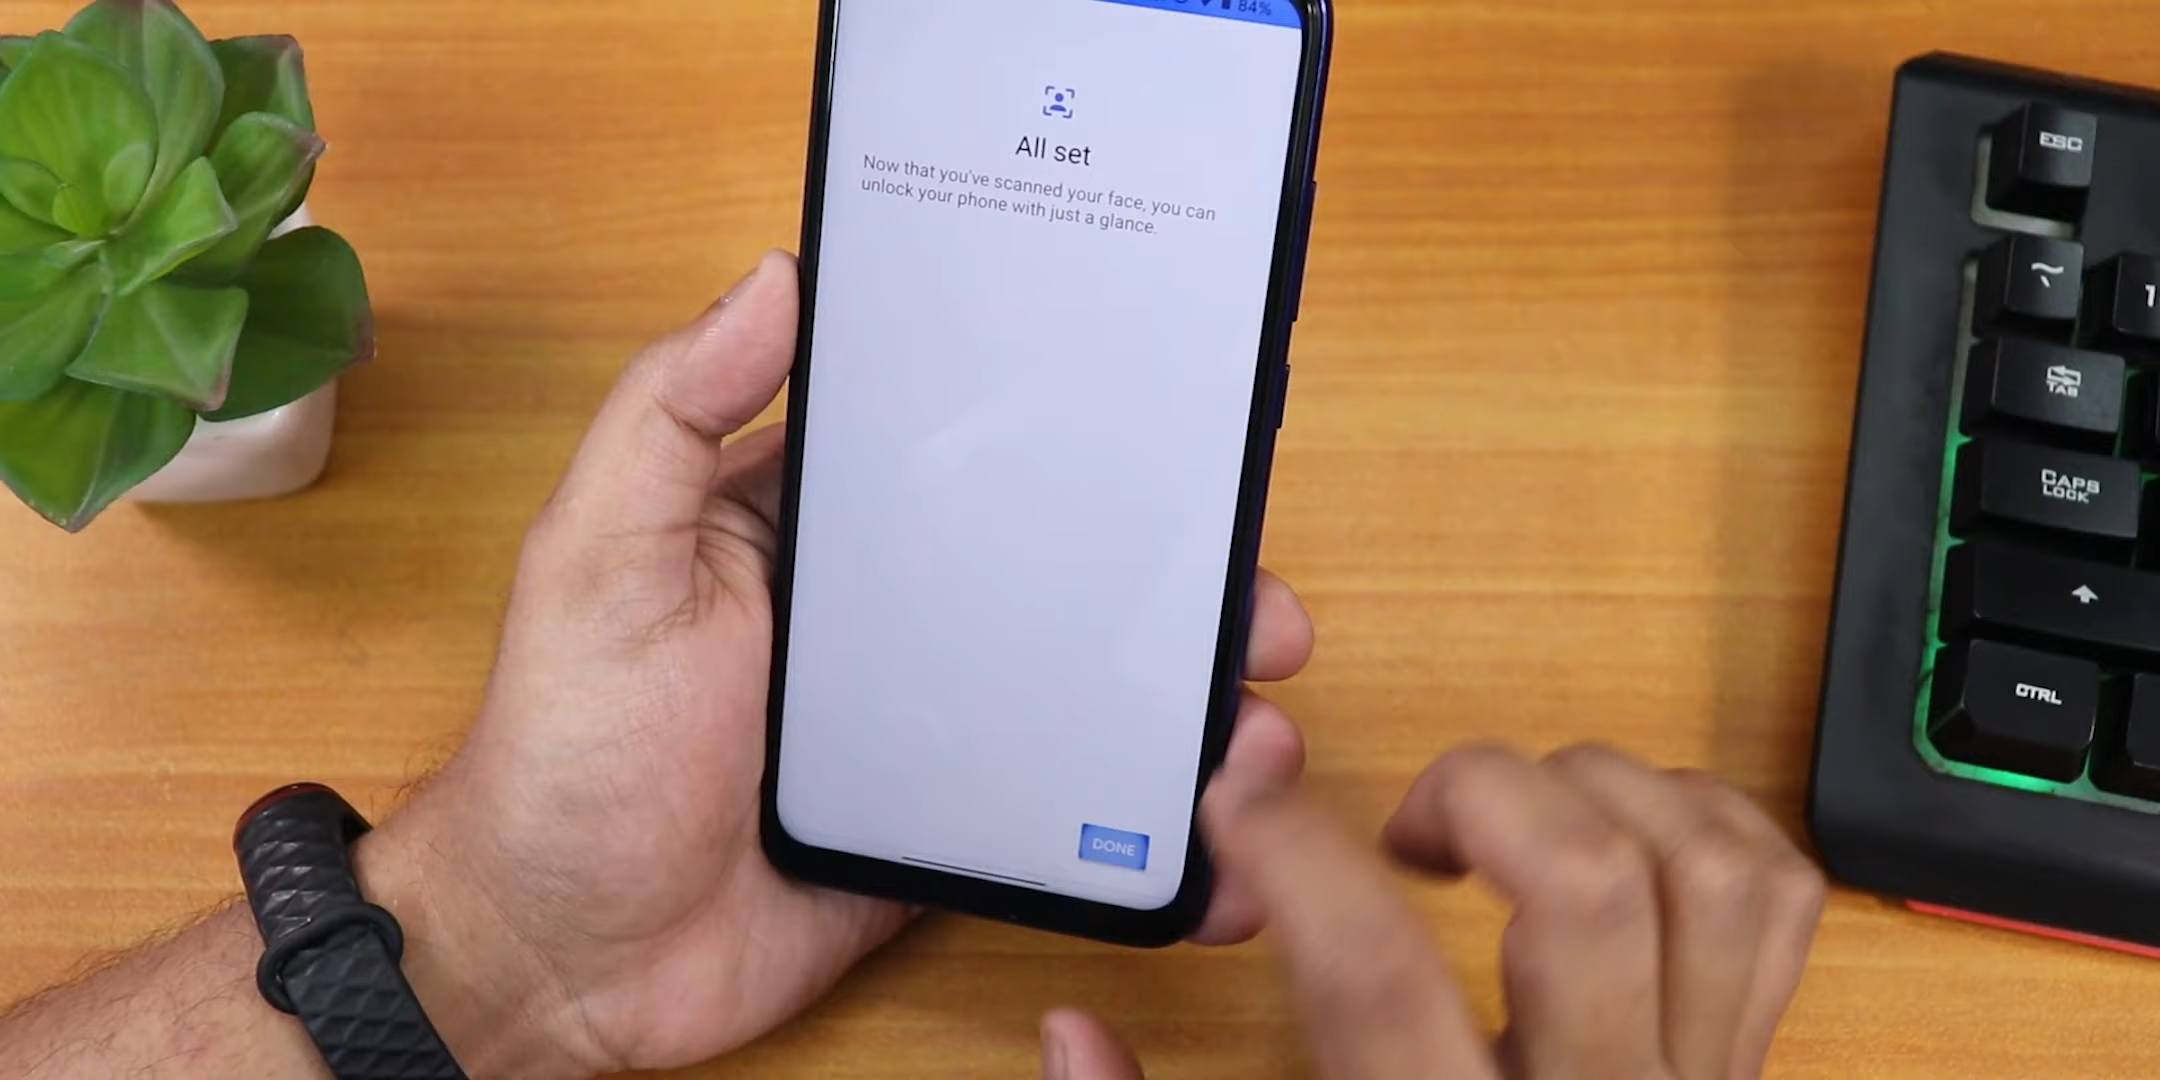 84%
All set
Now that you've scanned your face, you can
unlock your phone with just a glance.
DONE
ESC
~
1
TAB
CAPS
LOCK
CTRL